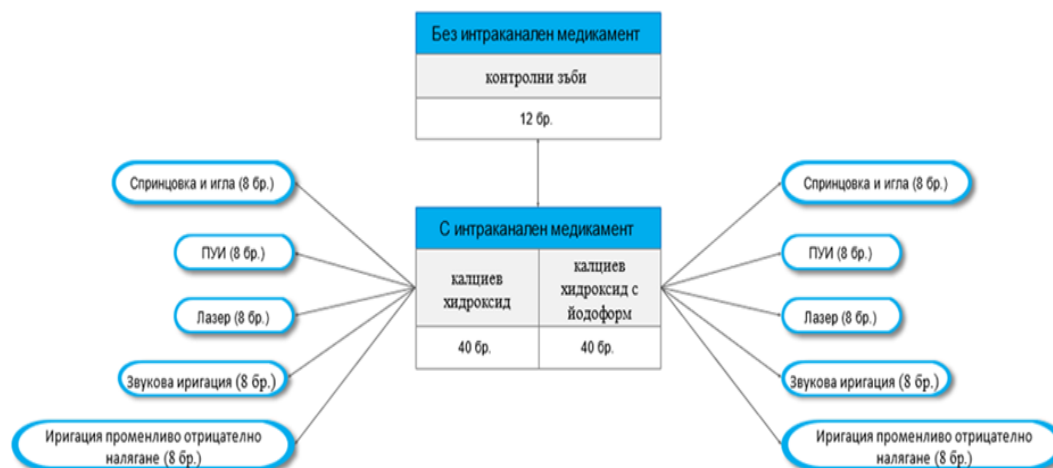 Без интраканален медикамент
контролни зъби
12 бр.
Спринцовка и игла (8 бр.)
ПУИ (8 бр.)
Лазер (8 бр.)
Звукова иригация (8 бр.)
Иригация променливо отрицателно
налягане (8 бр.)
С интраканален медикамент
калциев
хидроксид
калциев
хидроксид с
йодоформ
40 бр.
40 бр.
Спринцовка и игла (8 бр.)
ПУИ (8 бр.)
Лазер (8 бр.)
Звукова иригация (8 бр.)
Иригация променливо отрицателно
налягане (8 бр.)